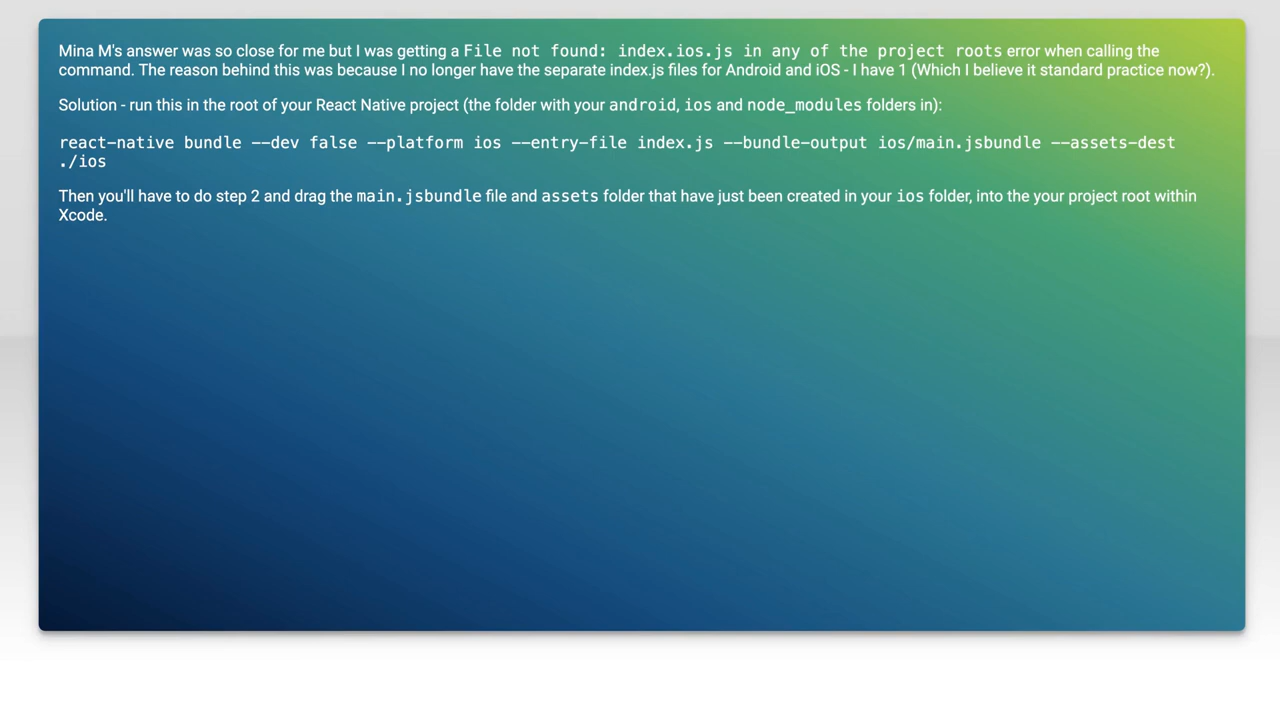 Mina M's answer was so close for me but I was getting a File not found: index.ios.js in any of the project roots error when calling the
command. The reason behind this was because I no longer have the separate index.js files for Android and iOS - I have 1 (Which I believe it standard practice now?).
Solution - run this in the root of your React Native project (the folder with your android, ios and node_modules folders in):
react-native bundle --dev false --platform ios --entry-file index.js --bundle-output ios/main.jsbundle --assets-dest
./ios
Then you'll have to do step 2 and drag the main.jsbundle file and assets folder that have just been created in your ios folder, into the your project root within
Xcode.